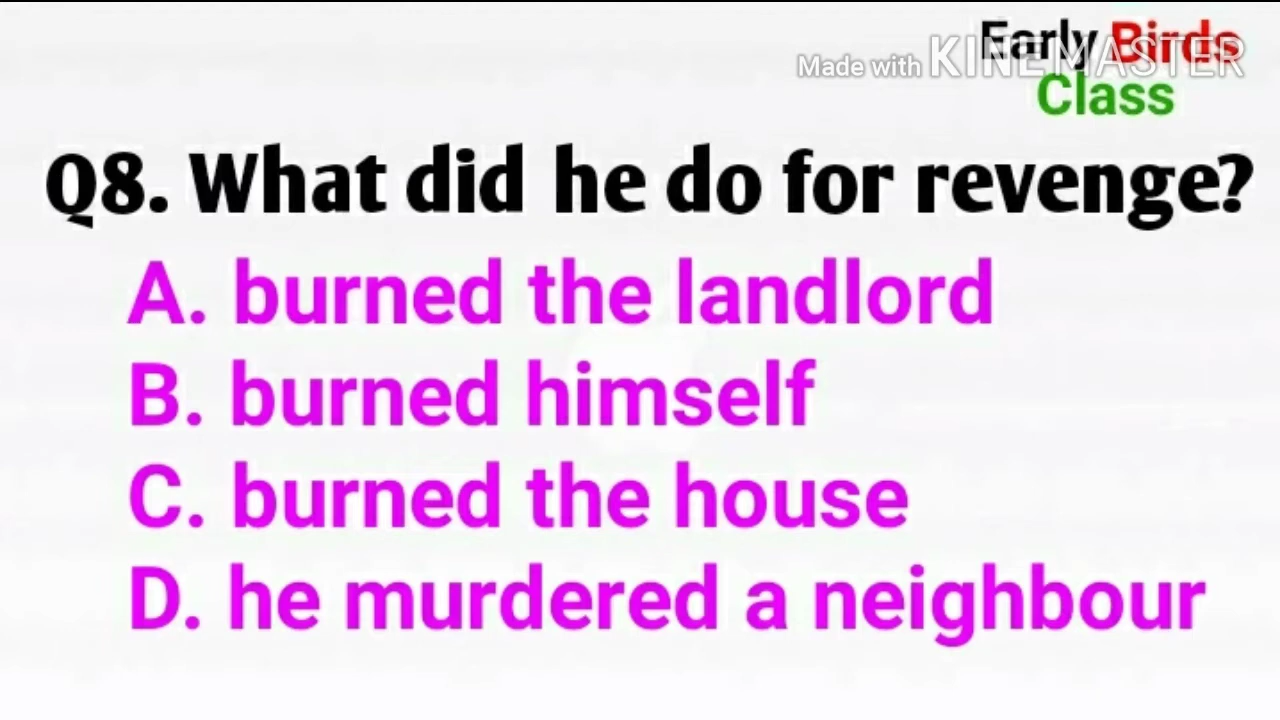 Early Birds
Made with KINEMASTER
Class
Q8. What did he do for revenge?
A. burned the landlord
B. burned himself
C. burned the house
D. he murdered a neighbour